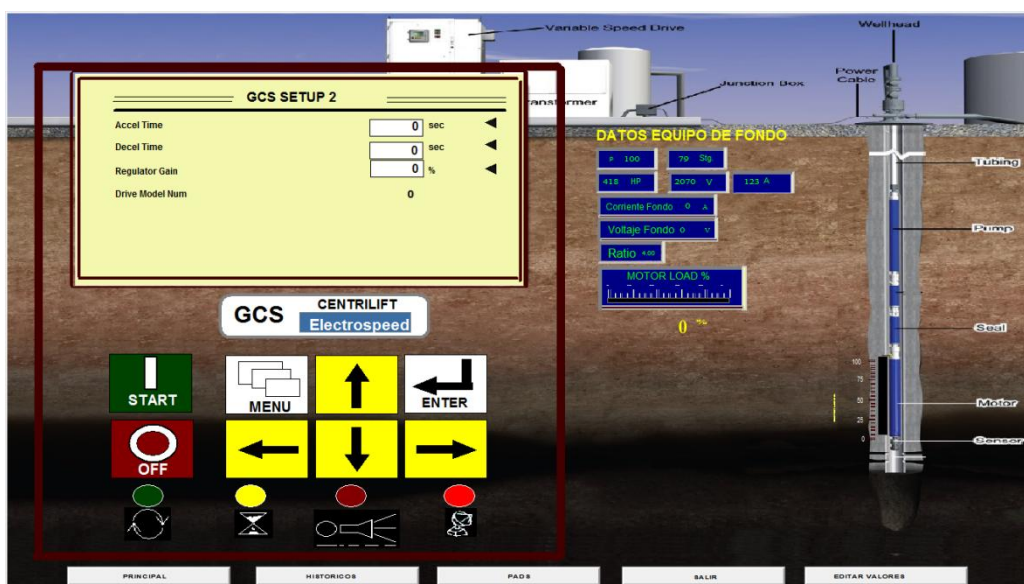 Variable Speed Drive
Wellhead
Power
Cable
Junction Box
ransformer
GCS SETUP 2
Accel Time 0 sec
Decel Time 0 sec
Regulator Gain 0 %
Drive Model Num 0
DATOS EQUIPO DE FONDO
# 100 79 Stg.
418 HP 2070 V 123 A
Corriente Fondo 0 A
Voltaje Fondo 0 V
Ratio 4.00
MOTOR LOAD %
0 %
Tubing
Pump
Seal
Motor
Sensor
100
75
50
25
0
GCS CENTRILIFT
Electrospeed
START
MENU
ENTER
OFF
PRINCIPAL HISTORICOS PADS SALIR EDITAR VALORES